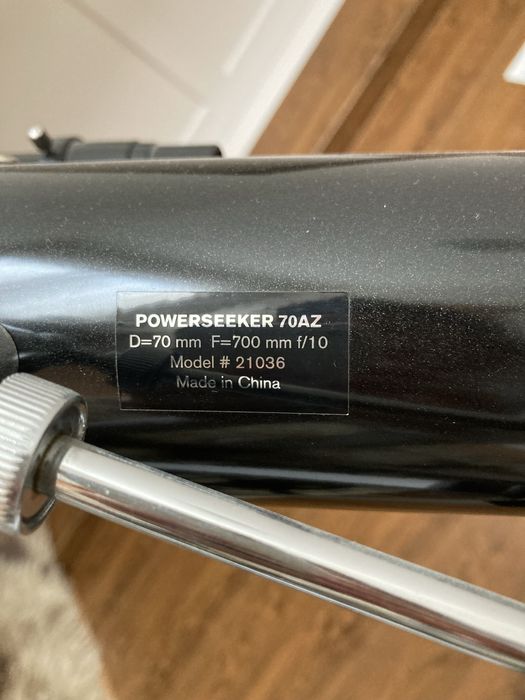 POWERSEEKER 70AZ
D=70 mm F=700 mm f/10
Model # 21036
Made in China